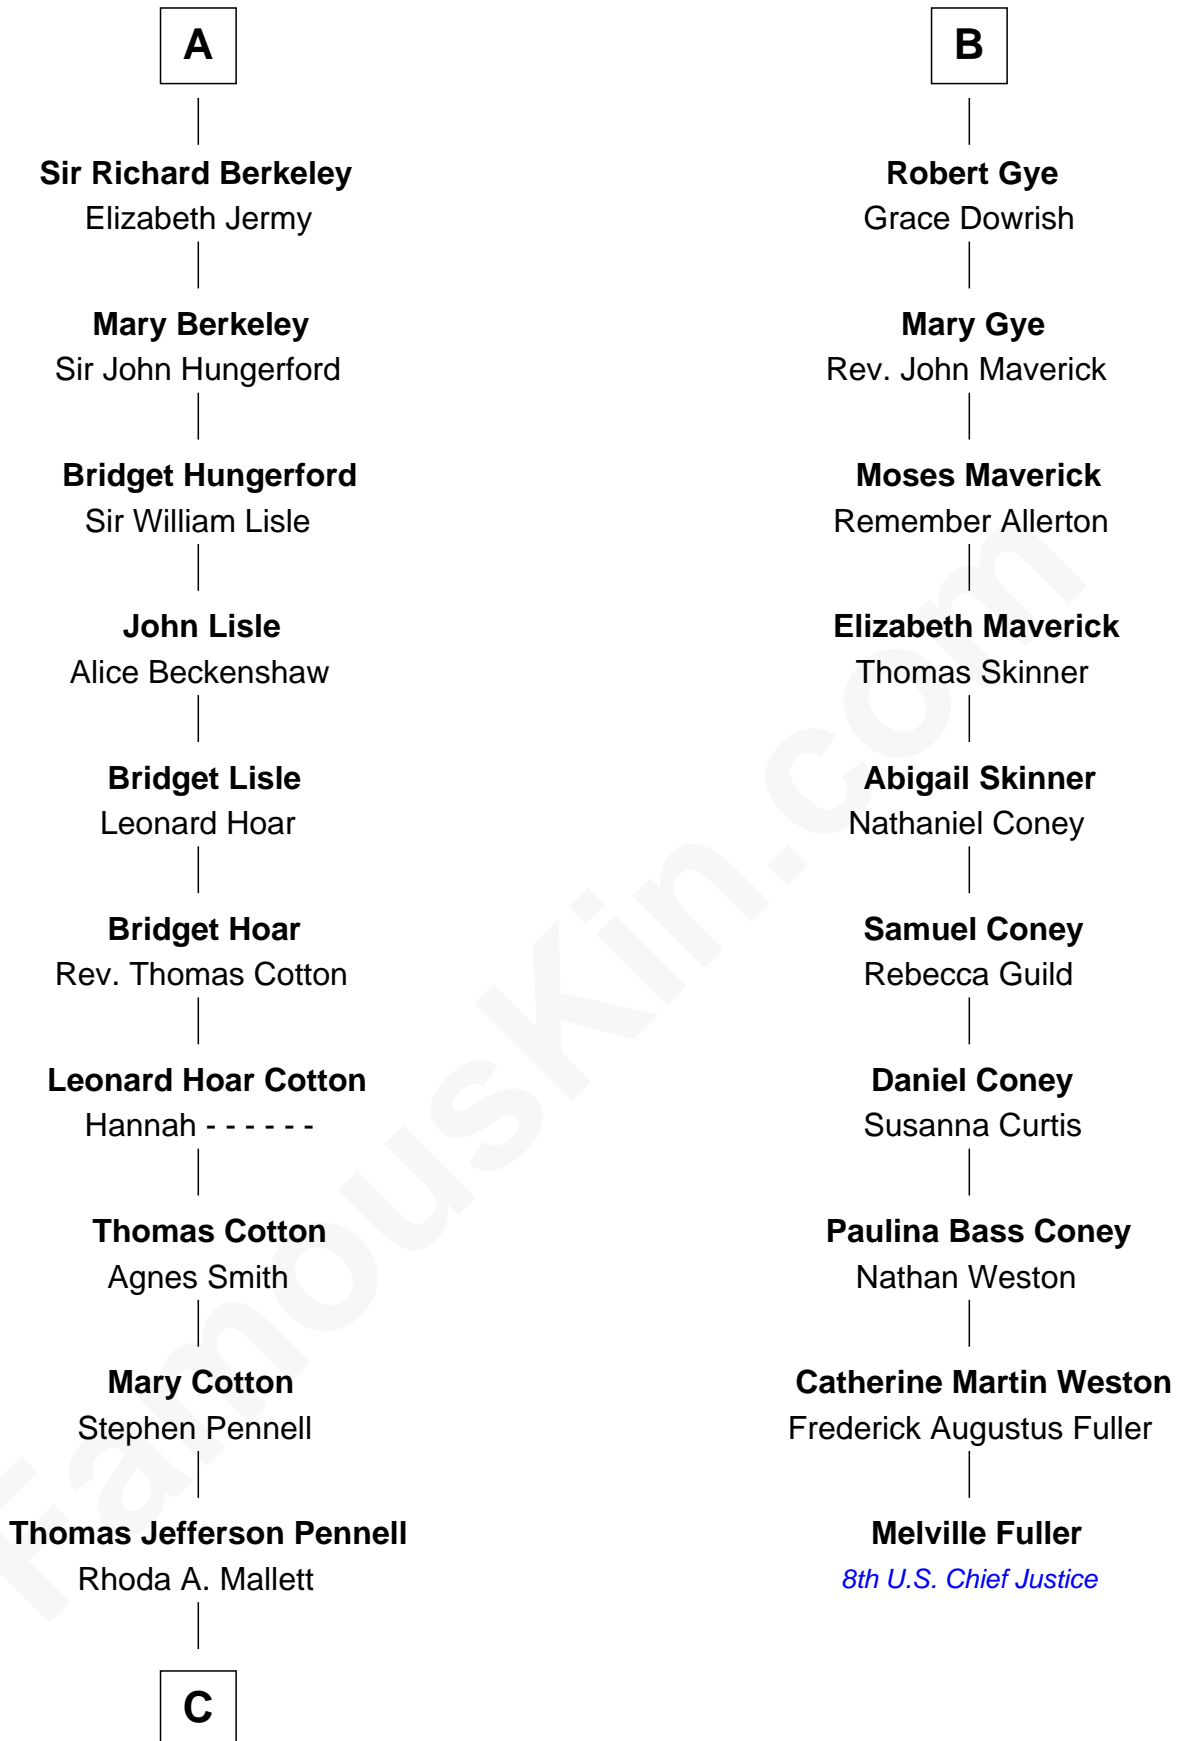 A
Sir Richard Berkeley
Elizabeth Jermy
Mary Berkeley
Sir John Hungerford
Bridget Hungerford
Sir William Lisle
John Lisle
Alice Beckenshaw
Bridget Lisle
Leonard Hoar
Bridget Hoar
Rev. Thomas Cotton
Leonard Hoar Cotton
Hannah - - - - - -
Thomas Cotton
Agnes Smith
Mary Cotton
Stephen Pennell
Thomas Jefferson Pennell
Rhoda A. Mallett
C
B
Robert Gye
Grace Dowrish
Mary Gye
Rev. John Maverick
Moses Maverick
Remember Allerton
Elizabeth Maverick
Thomas Skinner
Abigail Skinner
Nathaniel Coney
Samuel Coney
Rebecca Guild
Daniel Coney
Susanna Curtis
Paulina Bass Coney
Nathan Weston
Catherine Martin Weston
Frederick Augustus Fuller
Melville Fuller
8th U.S. Chief Justice
FamousKin.com